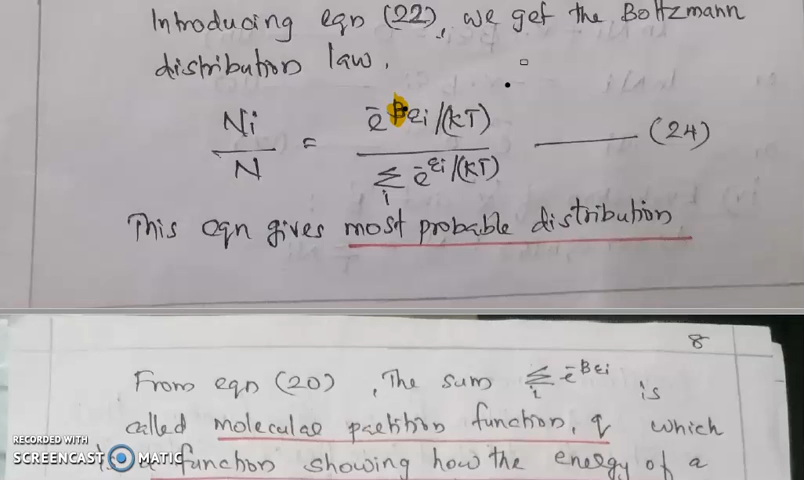 Introducing eqn (22), we get the Boltzmann
distribution law.
Ni / N = e^-βεi/(kT) / Σi e^-εi/(kT) ——— (24)
This eqn gives most probable distribution
8
From eqn (20), The sum Σi e^-βεi is
called molecular partition function, q which
function showing how the energy of a
RECORDED WITH
SCREENCAST MATIC